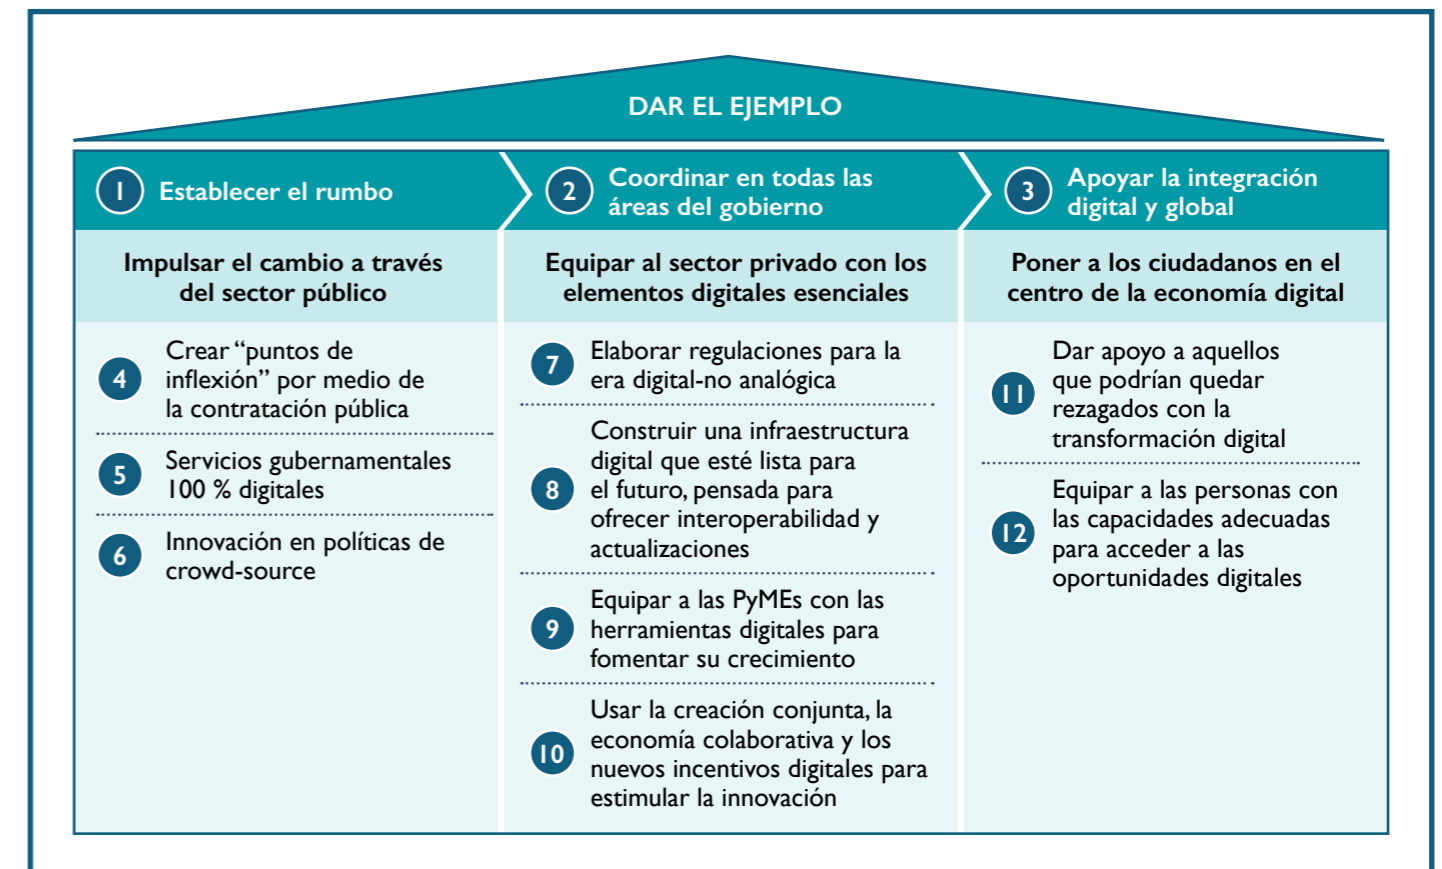 DAR EL EJEMPLO
1 Establecer el rumbo
2 Coordinar en todas las
áreas del gobierno
3 Apoyar la integración
digital y global
Impulsar el cambio a través
del sector público
Equipar al sector privado con los
elementos digitales esenciales
Poner a los ciudadanos en el
centro de la economía digital
4 Crear “puntos de
inflexión” por medio de
la contratación pública
5 Servicios gubernamentales
100 % digitales
6 Innovación en políticas de
crowd-source
7 Elaborar regulaciones para la
era digital-no analógica
8 Construir una infraestructura
digital que esté lista para
el futuro, pensada para
ofrecer interoperabilidad y
actualizaciones
9 Equipar a las PyMEs con las
herramientas digitales para
fomentar su crecimiento
10 Usar la creación conjunta, la
economía colaborativa y los
nuevos incentivos digitales para
estimular la innovación
11 Dar apoyo a aquellos
que podrían quedar
rezagados con la
transformación digital
12 Equipar a las personas con
las capacidades adecuadas
para acceder a las
oportunidades digitales